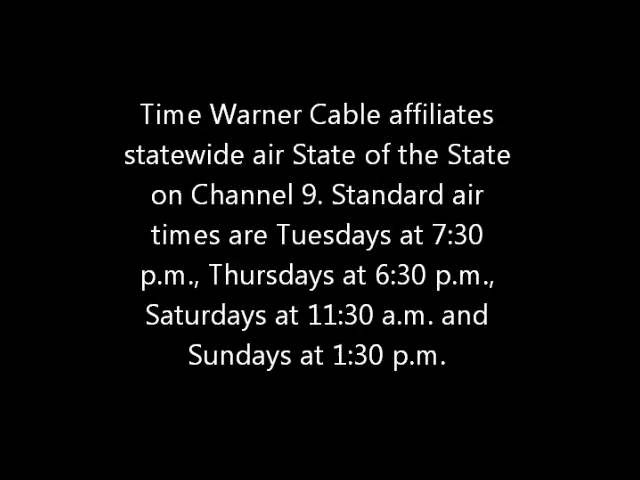 Time Warner Cable affiliates
statewide air State of the State
on Channel 9. Standard air
times are Tuesdays at 7:30
p.m., Thursdays at 6:30 p.m.,
Saturdays at 11:30 a.m. and
Sundays at 1:30 p.m.